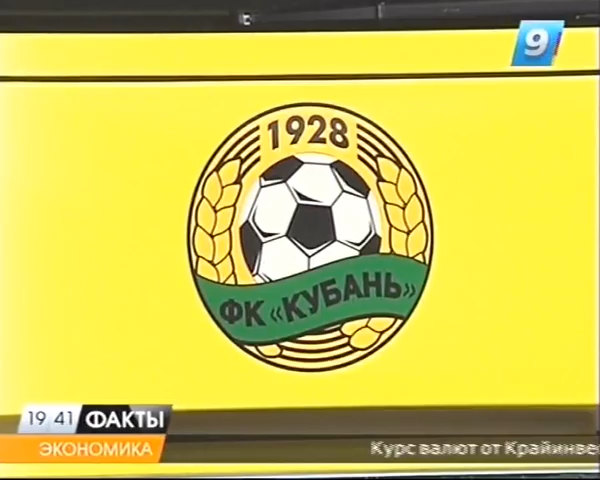 9
1928
ФК «КУБАНЬ»
19 41 ФАКТЫ
ЭКОНОМИКА
Курс валют от